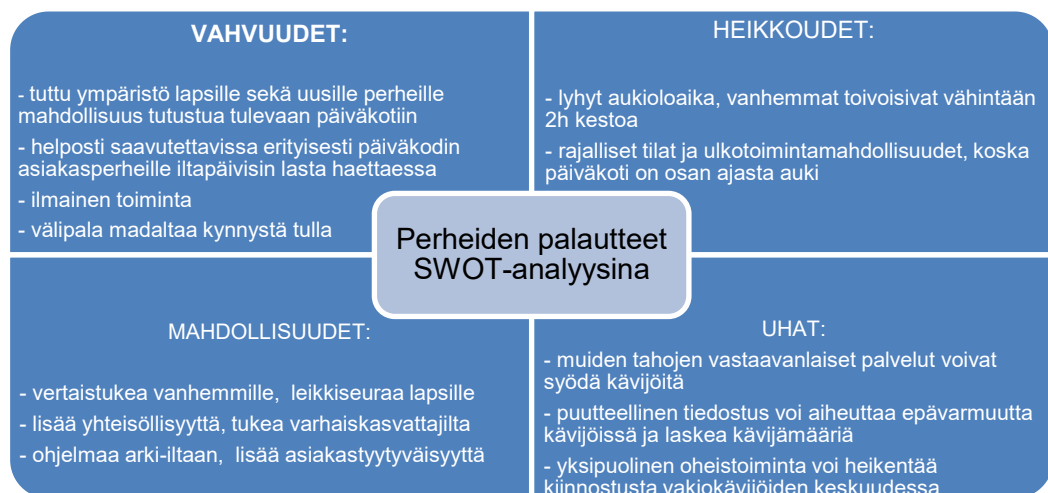 VAHVUUDET:
- tuttu ympäristö lapsille sekä uusille perheille
mahdollisuus tutustua tulevaan päiväkotiin
- helposti saavutettavissa erityisesti päiväkodin
asiakasperheille iltapäivisin lasta haettaessa
- ilmainen toiminta
- välipala madaltaa kynnystä tulla
HEIKKOUDET:
- lyhyt aukioloaika, vanhemmat toivoisivat vähintään
2h kestoa
- rajalliset tilat ja ulkotoimintamahdollisuudet, koska
päiväkoti on osan ajasta auki
Perheiden palautteet
SWOT-analyysina
MAHDOLLISUUDET:
- vertaistukea vanhemmille, leikkiseuraa lapsille
- lisää yhteisöllisyyttä, tukea varhaiskasvattajilta
- ohjelmaa arki-iltaan, lisää asiakastyytyväisyyttä
UHAT:
- muiden tahojen vastaavanlaiset palvelut voivat
syödä kävijöitä
- puutteellinen tiedostus voi aiheuttaa epävarmuutta
kävijöissä ja laskea kävijämääriä
- yksipuolinen oheistoiminta voi heikentää
kiinnostusta vakiokävijöiden keskuudessa